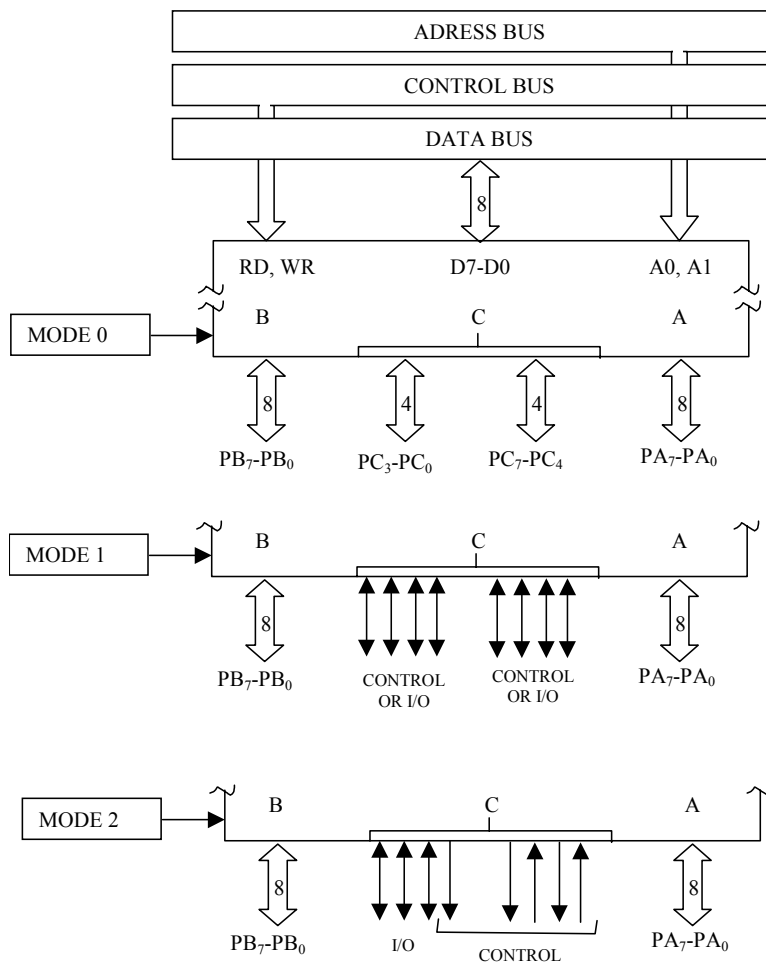 ADRESS BUS
CONTROL BUS
DATA BUS
8
RD, WR D7-D0 A0, A1
MODE 0 B C A
8 4 4 8
PB₇-PB₀ PC₃-PC₀ PC₇-PC₄ PA₇-PA₀
MODE 1 B C A
8 8
PB₇-PB₀ CONTROL OR I/O CONTROL OR I/O PA₇-PA₀
MODE 2 B C A
8 8
PB₇-PB₀ I/O CONTROL PA₇-PA₀